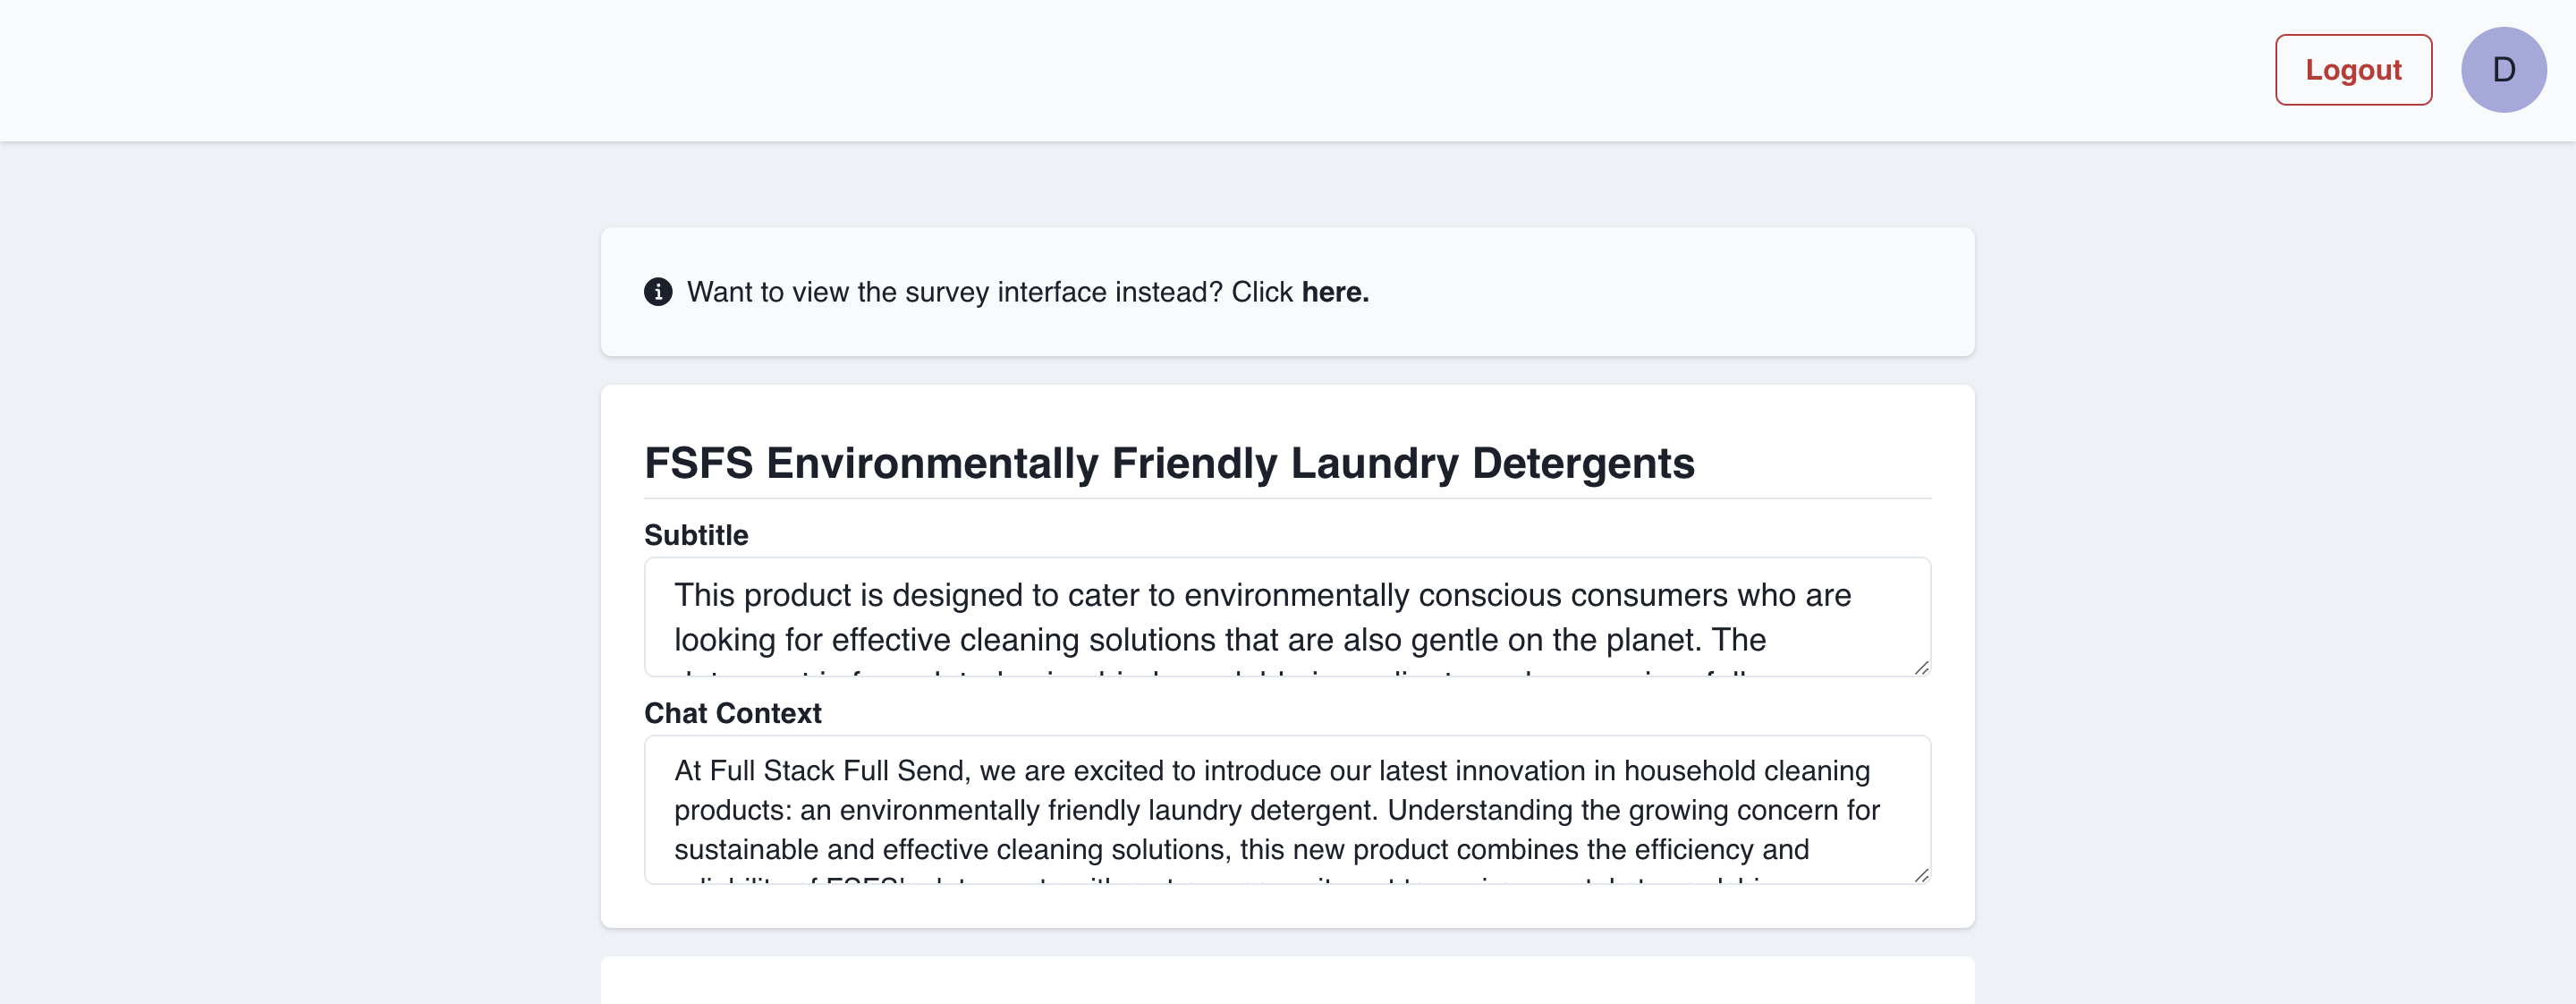 Logout
D
Want to view the survey interface instead? Click here.
FSFS Environmentally Friendly Laundry Detergents
Subtitle
This product is designed to cater to environmentally conscious consumers who are
looking for effective cleaning solutions that are also gentle on the planet. The
Chat Context
At Full Stack Full Send, we are excited to introduce our latest innovation in household cleaning
products: an environmentally friendly laundry detergent. Understanding the growing concern for
sustainable and effective cleaning solutions, this new product combines the efficiency and